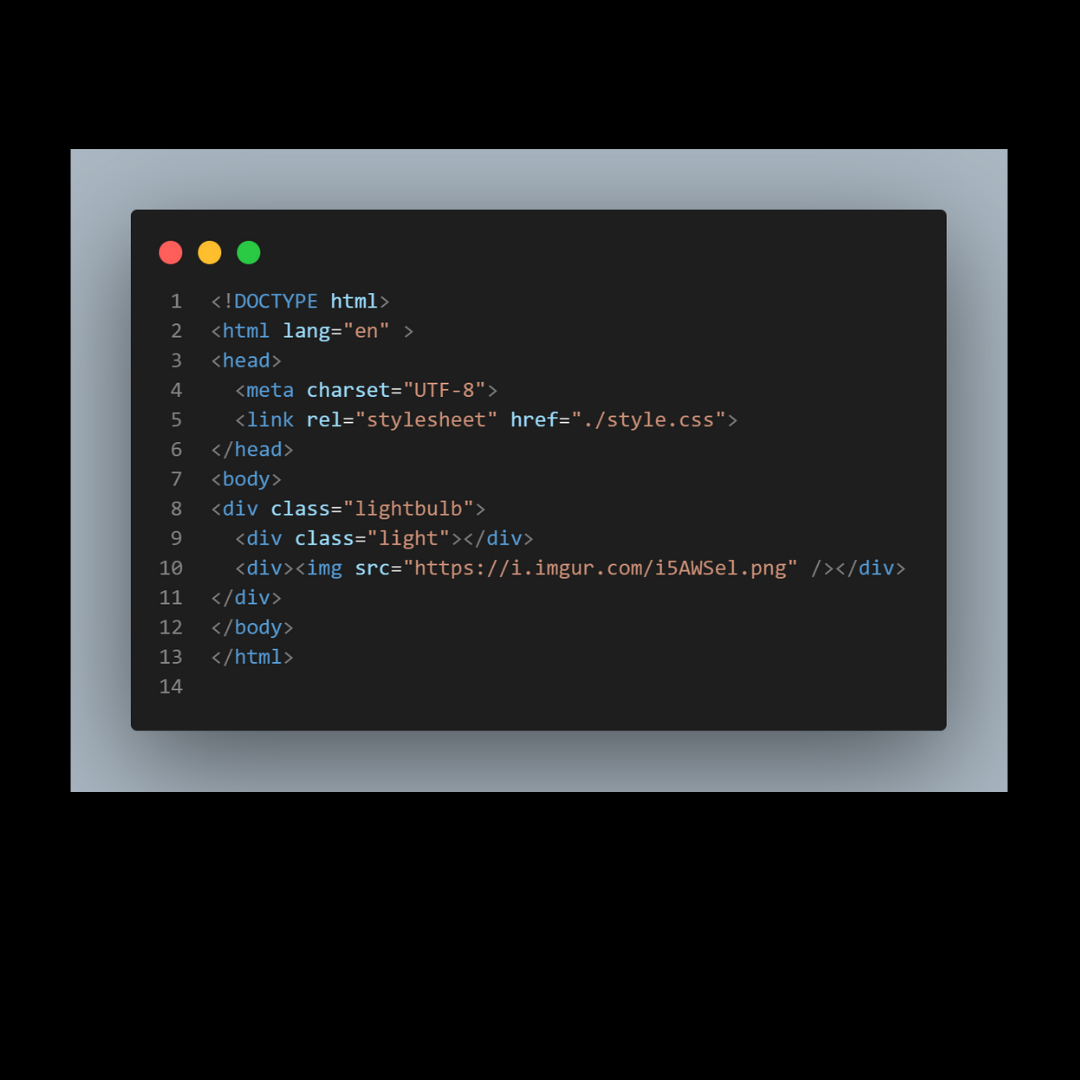 1 <!DOCTYPE html>
2 <html lang="en" >
3 <head>
4   <meta charset="UTF-8">
5   <link rel="stylesheet" href="./style.css">
6 </head>
7 <body>
8 <div class="lightbulb">
9   <div class="light"></div>
10   <div><img src="https://i.imgur.com/i5AWSel.png" /></div>
11 </div>
12 </body>
13 </html>
14